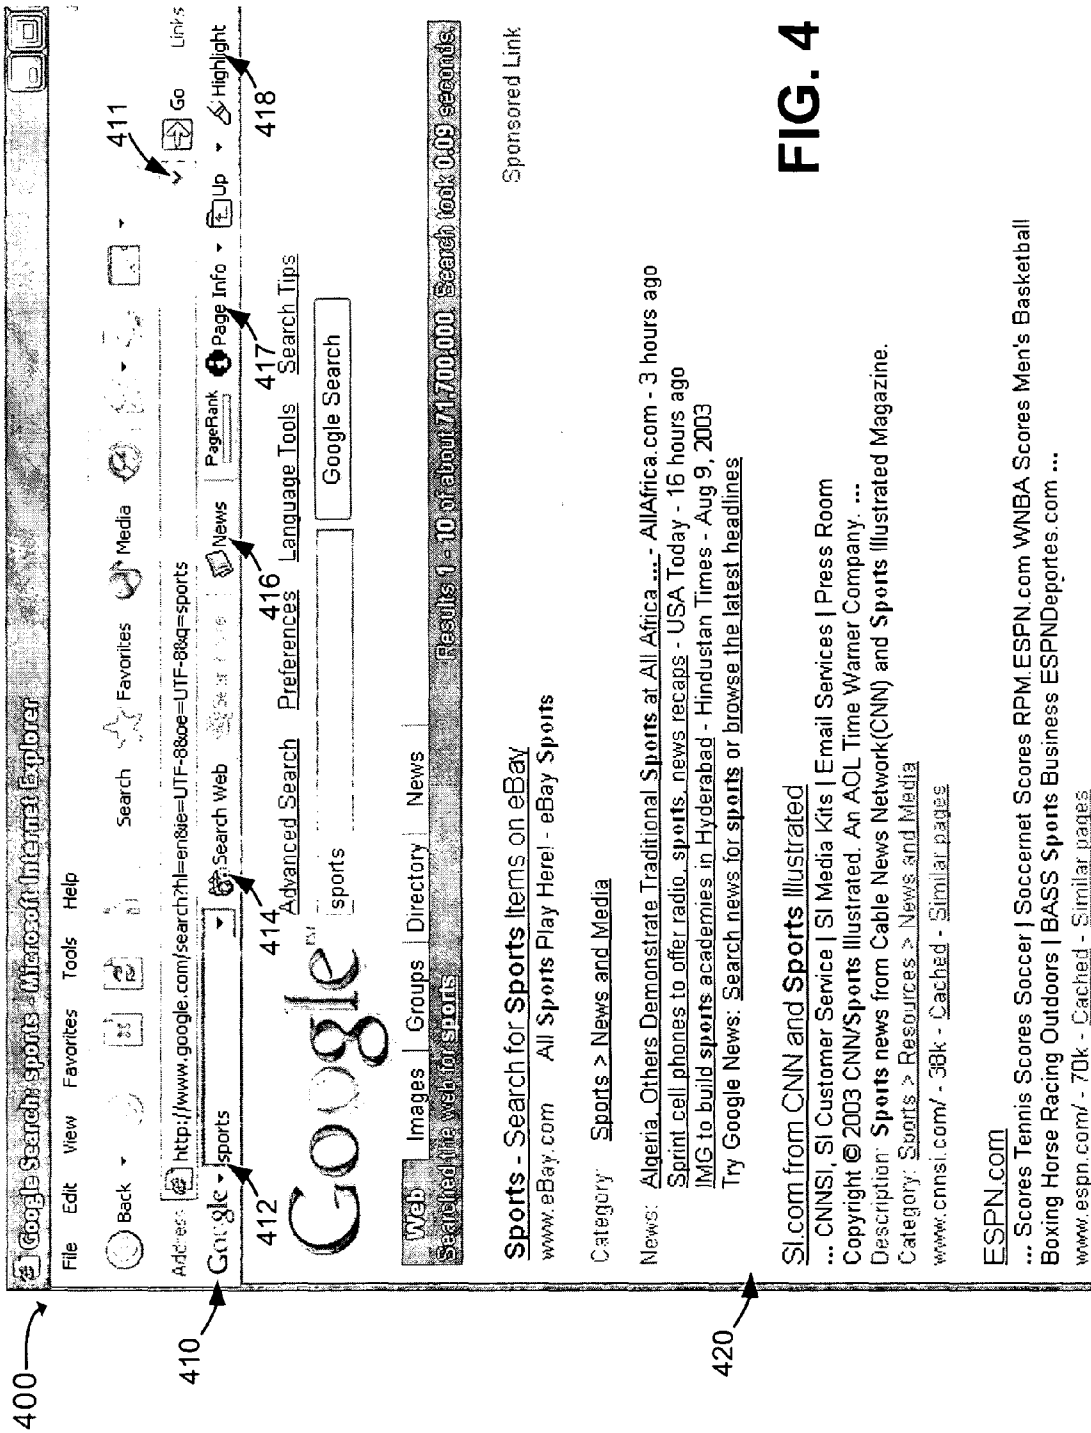 400
Google Search: sports - Microsoft Internet Explorer
File Edit View Favorites Tools Help
Back Search Favorites Media
411
Address http://www.google.com/search?hl=en&ie=UTF-8&oe=UTF-8&q=sports Go Links
410
Google sports Search Web News PageRank Page Info Up Highlight
412
414
416
417
418
Advanced Search Preferences Language Tools Search Tips
Google™
sports Google Search
Web Images Groups Directory News
Searched the web for sports Results 1 - 10 of about 71,700,000 Search took 0.09 seconds.
Sports - Search for Sports Items on eBay Sponsored Link
www.eBay.com All Sports Play Here! - eBay Sports
Category: Sports > News and Media
News: Algeria, Others Demonstrate Traditional Sports at All Africa ... - AllAfrica.com - 3 hours ago
Sprint cell phones to offer radio, sports, news recaps - USA Today - 16 hours ago
IMG to build sports academies in Hyderabad - Hindustan Times - Aug 9, 2003
Try Google News: Search news for sports or browse the latest headlines
420
SI.com from CNN and Sports Illustrated
... CNNSI, SI Customer Service | SI Media Kits | Email Services | Press Room
Copyright © 2003 CNN/Sports Illustrated. An AOL Time Warner Company. ...
Description: Sports news from Cable News Network(CNN) and Sports Illustrated Magazine.
Category: Sports > Resources > News and Media
www.cnnsi.com/ - 38k - Cached - Similar pages
ESPN.com
... Scores Tennis Scores Soccer | Soccernet Scores RPM.ESPN.com WNBA Scores Men's Basketball
Boxing Horse Racing Outdoors | BASS Sports Business ESPNDeportes.com ...
www.espn.com/ - 70k - Cached - Similar pages
FIG. 4